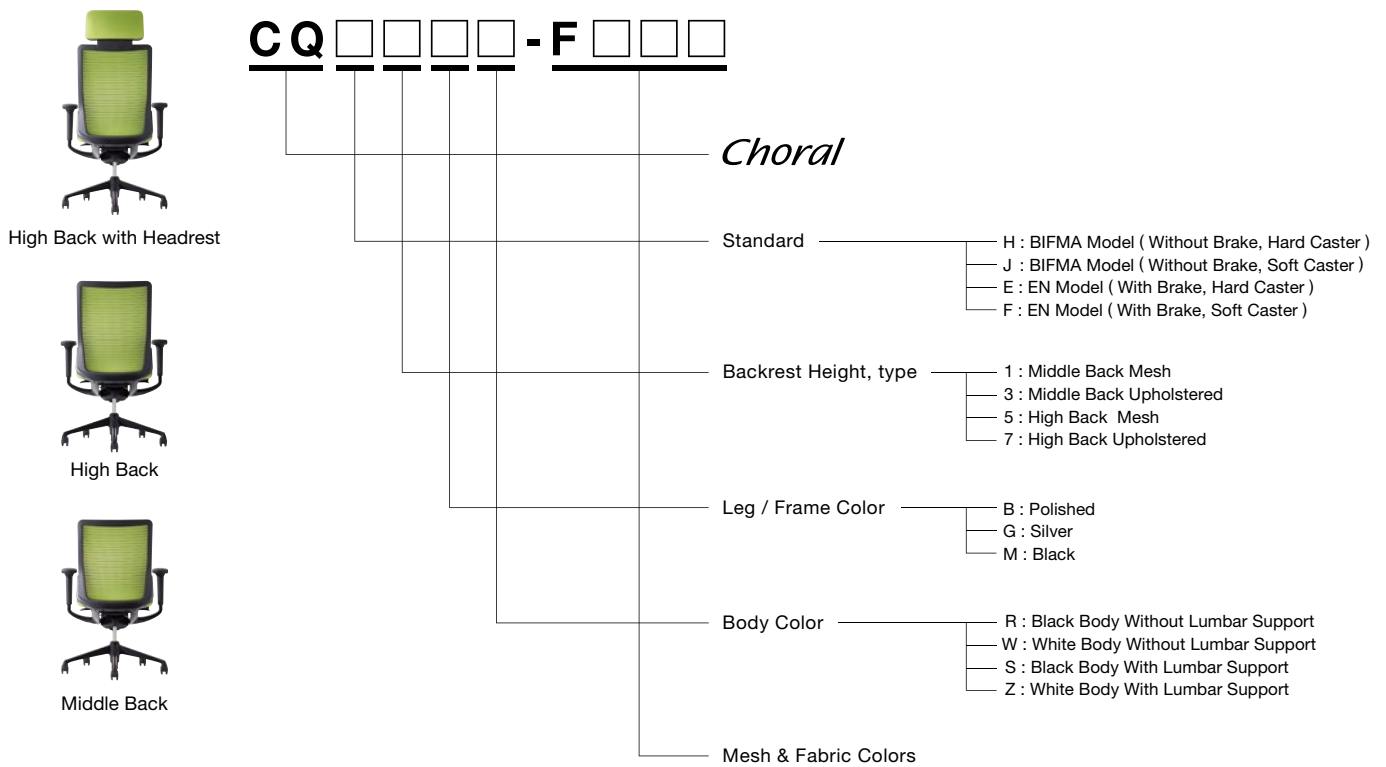 CQ□□□□-F□□□
Choral
High Back with Headrest
High Back
Middle Back
Standard
H : BIFMA Model ( Without Brake, Hard Caster )
J : BIFMA Model ( Without Brake, Soft Caster )
E : EN Model ( With Brake, Hard Caster )
F : EN Model ( With Brake, Soft Caster )
Backrest Height, type
1 : Middle Back Mesh
3 : Middle Back Upholstered
5 : High Back Mesh
7 : High Back Upholstered
Leg / Frame Color
B : Polished
G : Silver
M : Black
Body Color
R : Black Body Without Lumbar Support
W : White Body Without Lumbar Support
S : Black Body With Lumbar Support
Z : White Body With Lumbar Support
Mesh & Fabric Colors